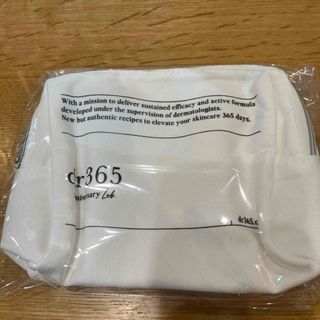 With a mission to deliver sustained efficacy and active formula
developed under the supervision of dermatologists.
New but authentic recipes to elevate your skincare 365 days.
dr365
Lab.
dr365.c